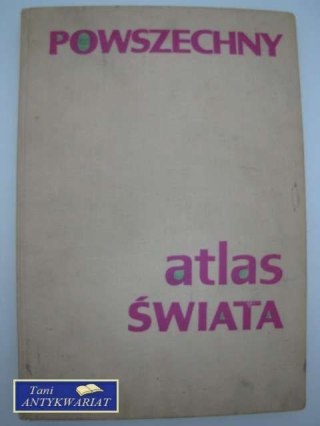 POWSZECHNY
atlas
ŚWIATA
Tani
ANTYKWARIAT